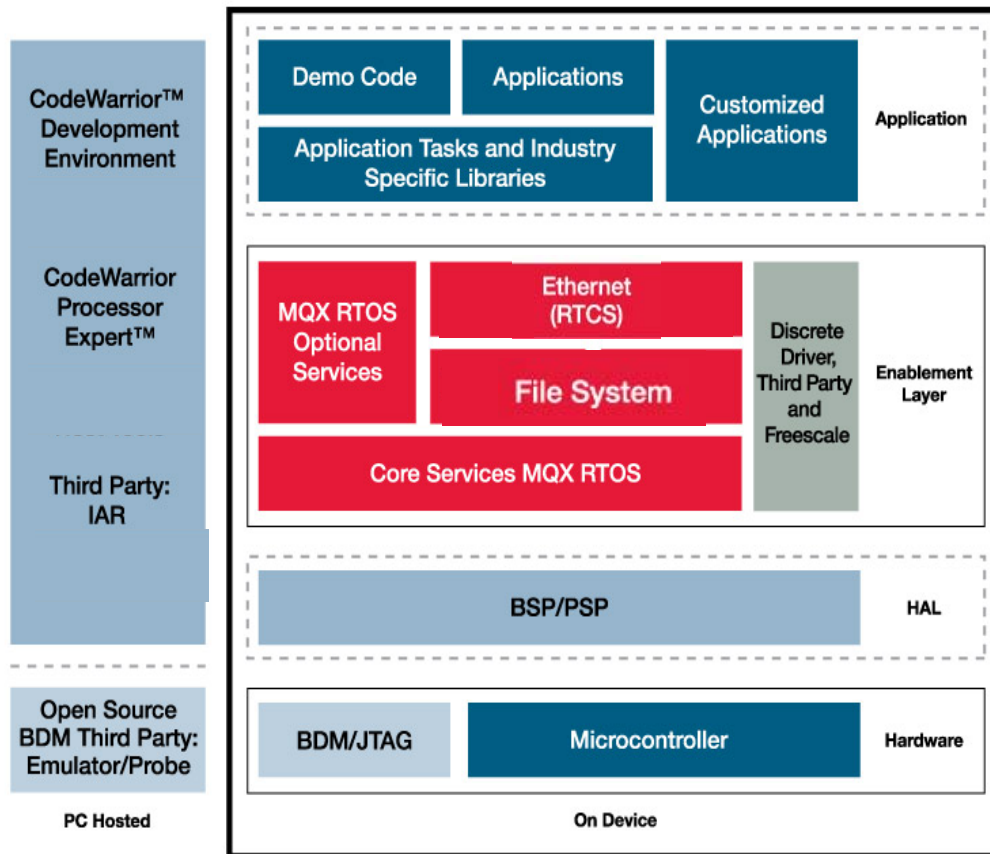 CodeWarrior™
Development
Environment
CodeWarrior
Processor
Expert™
Third Party:
IAR
Open Source
BDM Third Party:
Emulator/Probe
PC Hosted
Demo Code
Applications
Customized
Applications
Application Tasks and Industry
Specific Libraries
Application
MQX RTOS
Optional
Services
Ethernet
(RTCS)
File System
Core Services MQX RTOS
Discrete
Driver,
Third Party
and
Freescale
Enablement
Layer
BSP/PSP
HAL
BDM/JTAG
Microcontroller
Hardware
On Device